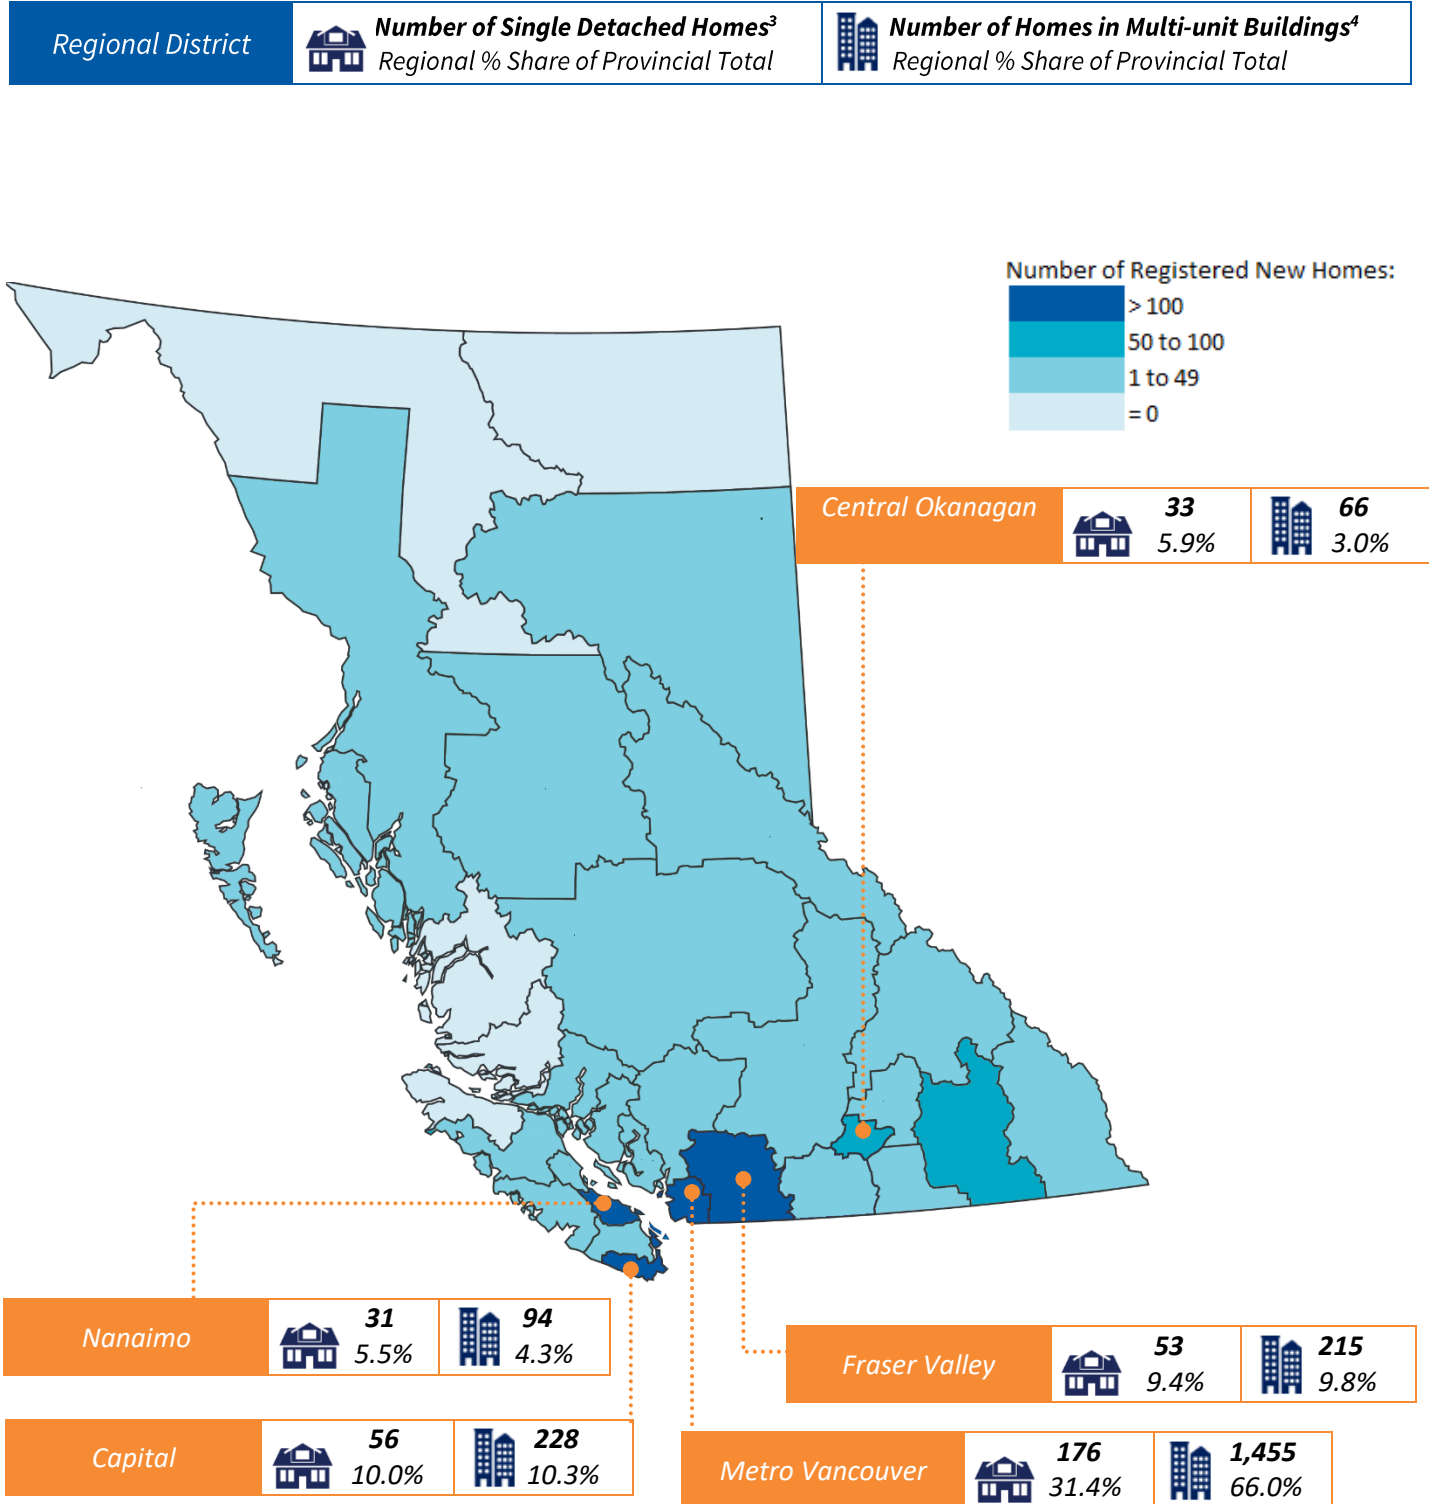 Regional District
Number of Single Detached Homes³
Regional % Share of Provincial Total
Number of Homes in Multi-unit Buildings⁴
Regional % Share of Provincial Total
Number of Registered New Homes:
> 100
50 to 100
1 to 49
= 0
Central Okanagan
33
5.9%
66
3.0%
Nanaimo
31
5.5%
94
4.3%
Fraser Valley
53
9.4%
215
9.8%
Capital
56
10.0%
228
10.3%
Metro Vancouver
176
31.4%
1,455
66.0%